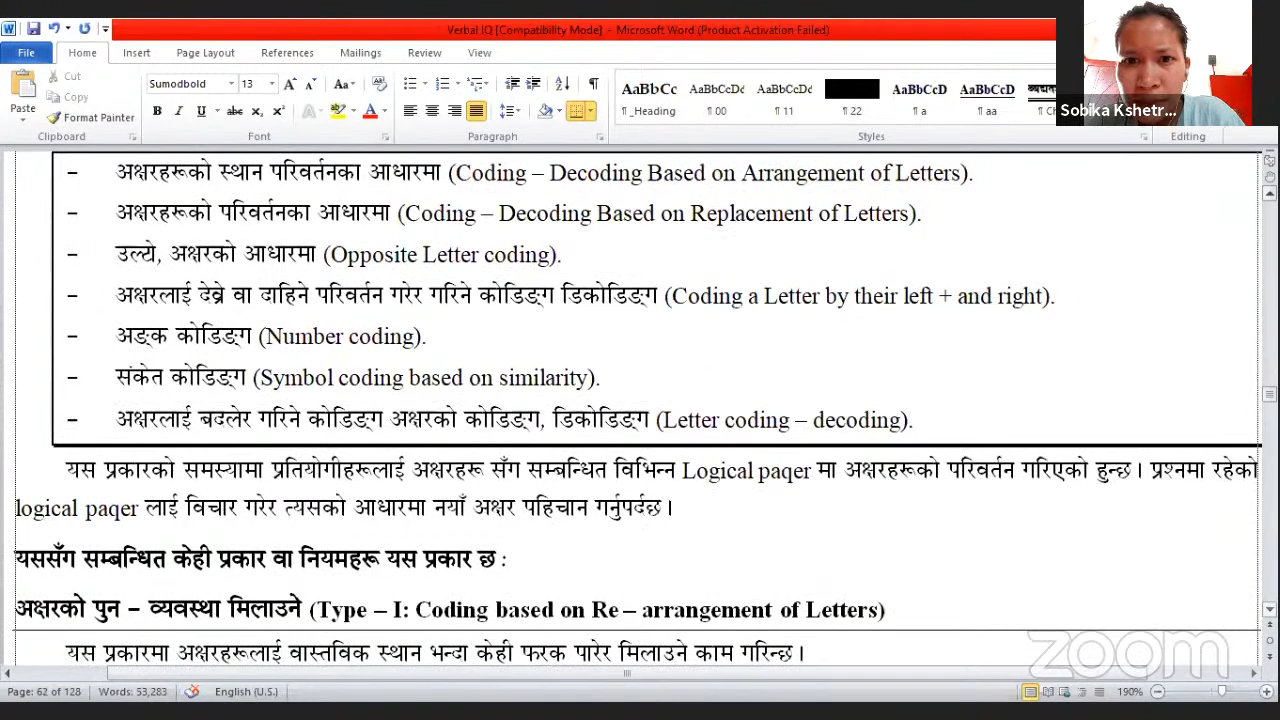 Verbal IQ [Compatibility Mode] - Microsoft Word (Product Activation Failed)
File Home Insert Page Layout References Mailings Review View
Paste Cut Copy Format Painter Clipboard
Sumodbold 13 Font
Paragraph
AaBbCc AaBbCcDc AaBbCcDc AaBbCcD AaBbCcD
¶ _Heading ¶ 00 ¶ 11 ¶ 22 ¶ a ¶ aa
Styles Editing
Sobika Kshetr...
– अक्षरहरूको स्थान परिवर्तनका आधारमा (Coding – Decoding Based on Arrangement of Letters).
– अक्षरहरूको परिवर्तनका आधारमा (Coding – Decoding Based on Replacement of Letters).
– उल्टो, अक्षरको आधारमा (Opposite Letter coding).
– अक्षरलाई देब्रे वा दाहिने परिवर्तन गरेर गरिने कोडिङ्ग डिकोडिङ्ग (Coding a Letter by their left + and right).
– अङ्क कोडिङ्ग (Number coding).
– संकेत कोडिङ्ग (Symbol coding based on similarity).
– अक्षरलाई बदलेर गरिने कोडिङ्ग अक्षरको कोडिङ्ग, डिकोडिङ्ग (Letter coding – decoding).
यस प्रकारको समस्यामा प्रतियोगीहरूलाई अक्षरहरू सँग सम्बन्धित विभिन्न Logical paqer मा अक्षरहरूको परिवर्तन गरिएको हुन्छ। प्रश्नमा रहेको
logical paqer लाई विचार गरेर त्यसको आधारमा नयाँ अक्षर पहिचान गर्नुपर्दछ।
यससँग सम्बन्धित केही प्रकार वा नियमहरू यस प्रकार छ :
अक्षरको पुन – व्यवस्था मिलाउने (Type – I: Coding based on Re – arrangement of Letters)
यस प्रकारमा अक्षरहरूलाई वास्तविक स्थान भन्दा केही फरक पारेर मिलाउने काम गरिन्छ।
zoom
Page: 62 of 128 Words: 53,283 English (U.S.) 190%